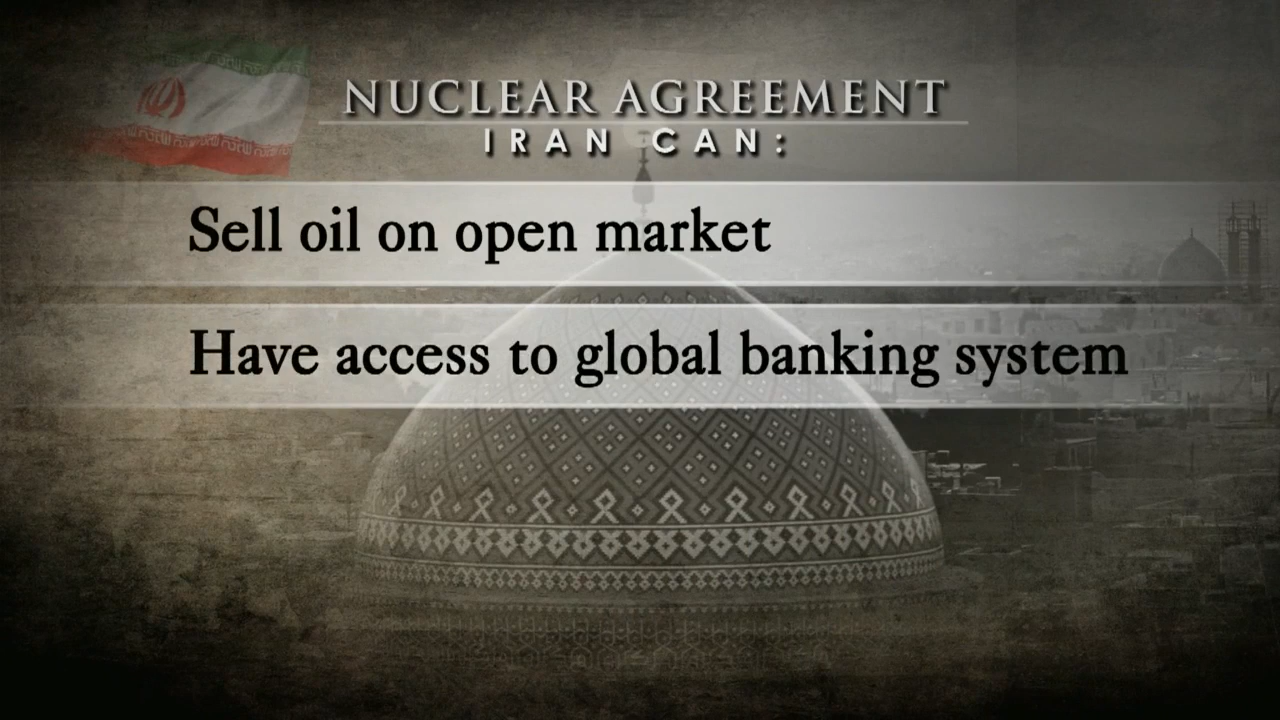 NUCLEAR AGREEMENT
IRAN CAN:
Sell oil on open market
Have access to global banking system